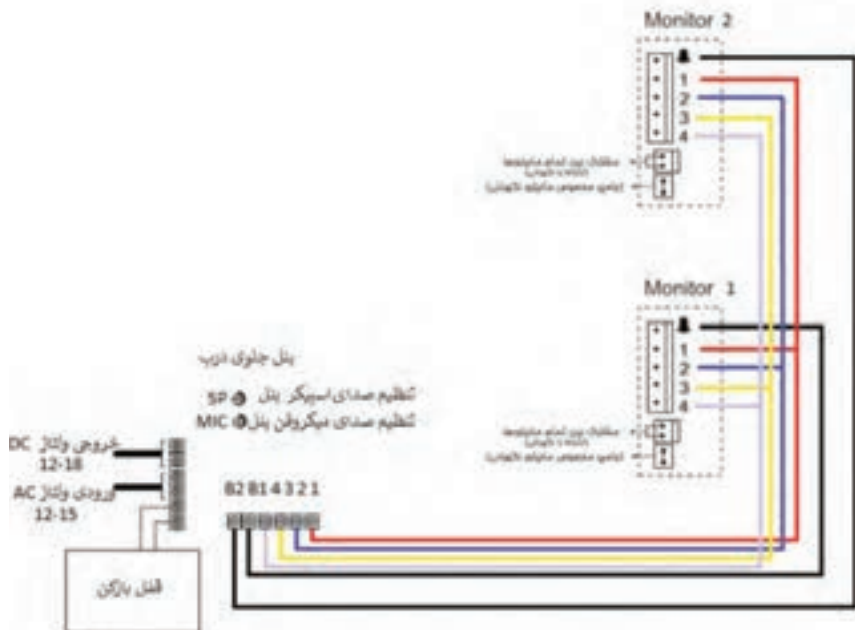 Monitor 2
1
2
3
4
Monitor 1
1
2
3
4
پنل جلوی درب
تنظیم صدای اسپیکر پنل SP
تنظیم صدای میکروفن پنل MIC
خروجی ولتاژ DC
12-18
ورودی ولتاژ AC
12-15
B2 B1 4 3 2 1
قفل بازکن